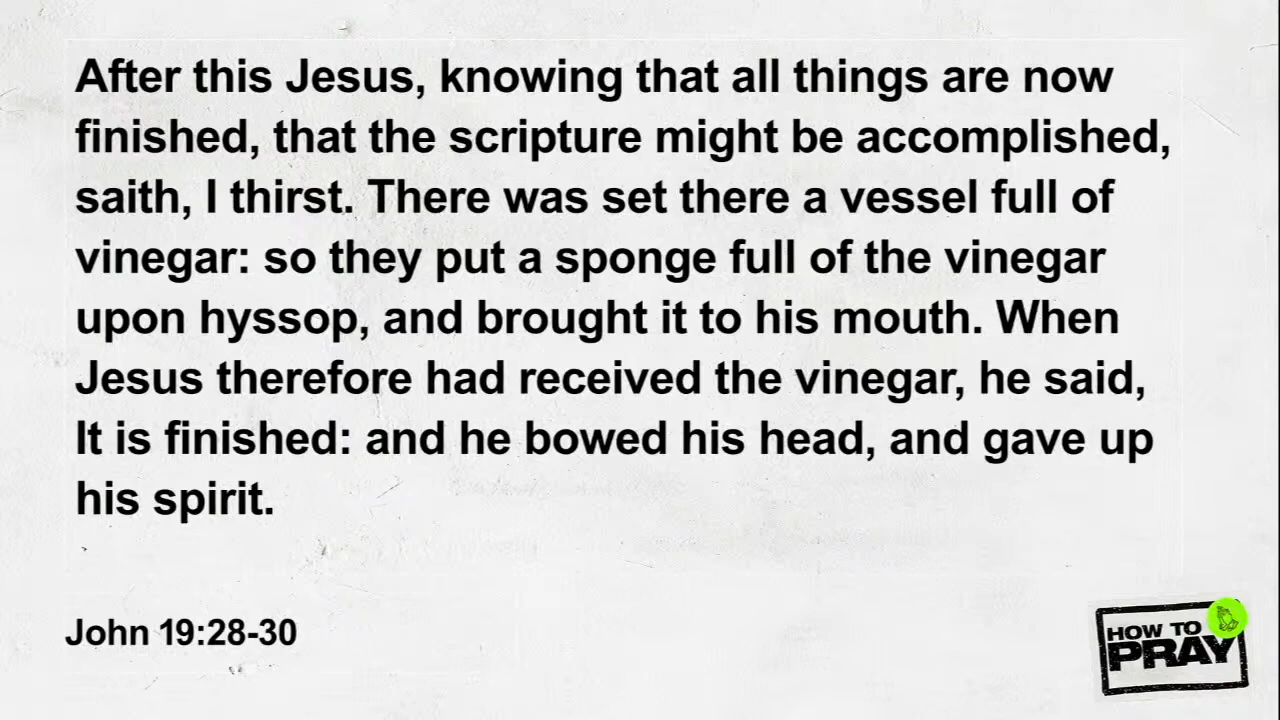 After this Jesus, knowing that all things are now
finished, that the scripture might be accomplished,
saith, I thirst. There was set there a vessel full of
vinegar: so they put a sponge full of the vinegar
upon hyssop, and brought it to his mouth. When
Jesus therefore had received the vinegar, he said,
It is finished: and he bowed his head, and gave up
his spirit.
John 19:28-30
HOW TO
PRAY